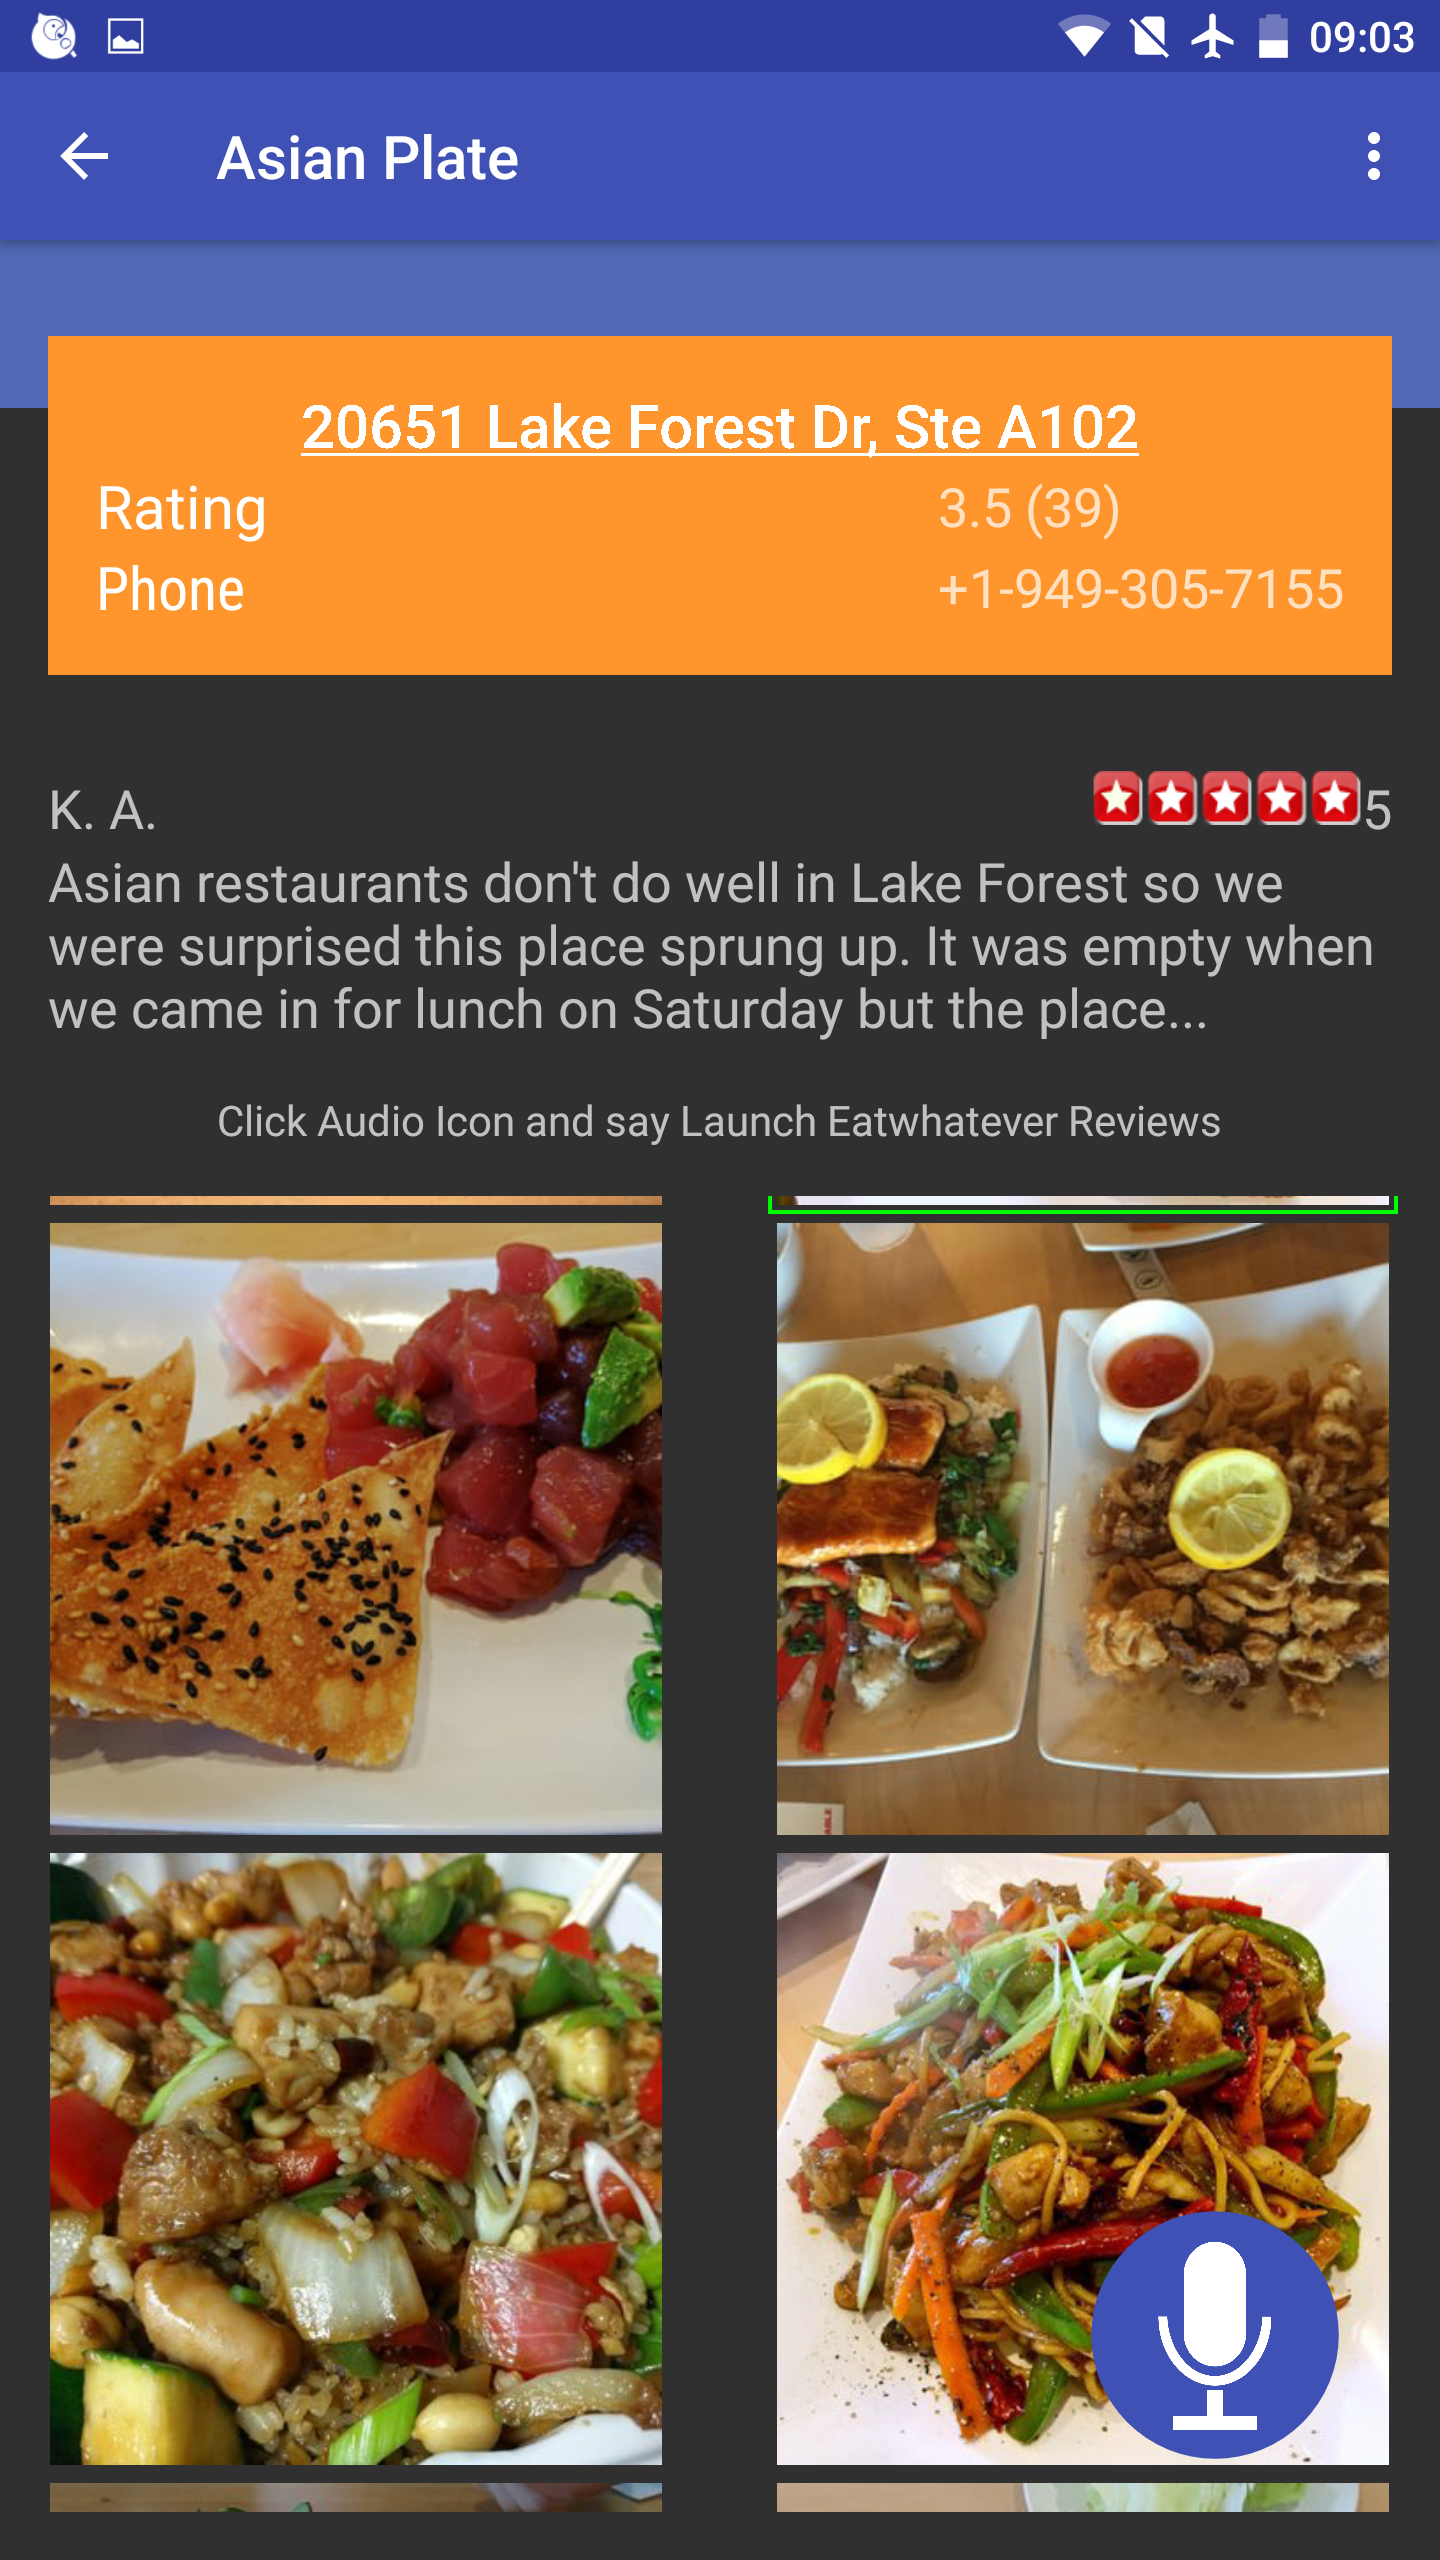 09:03
Asian Plate
20651 Lake Forest Dr, Ste A102
Rating 3.5 (39)
Phone +1-949-305-7155
K. A. 5
Asian restaurants don't do well in Lake Forest so we
were surprised this place sprung up. It was empty when
we came in for lunch on Saturday but the place...
Click Audio Icon and say Launch Eatwhatever Reviews